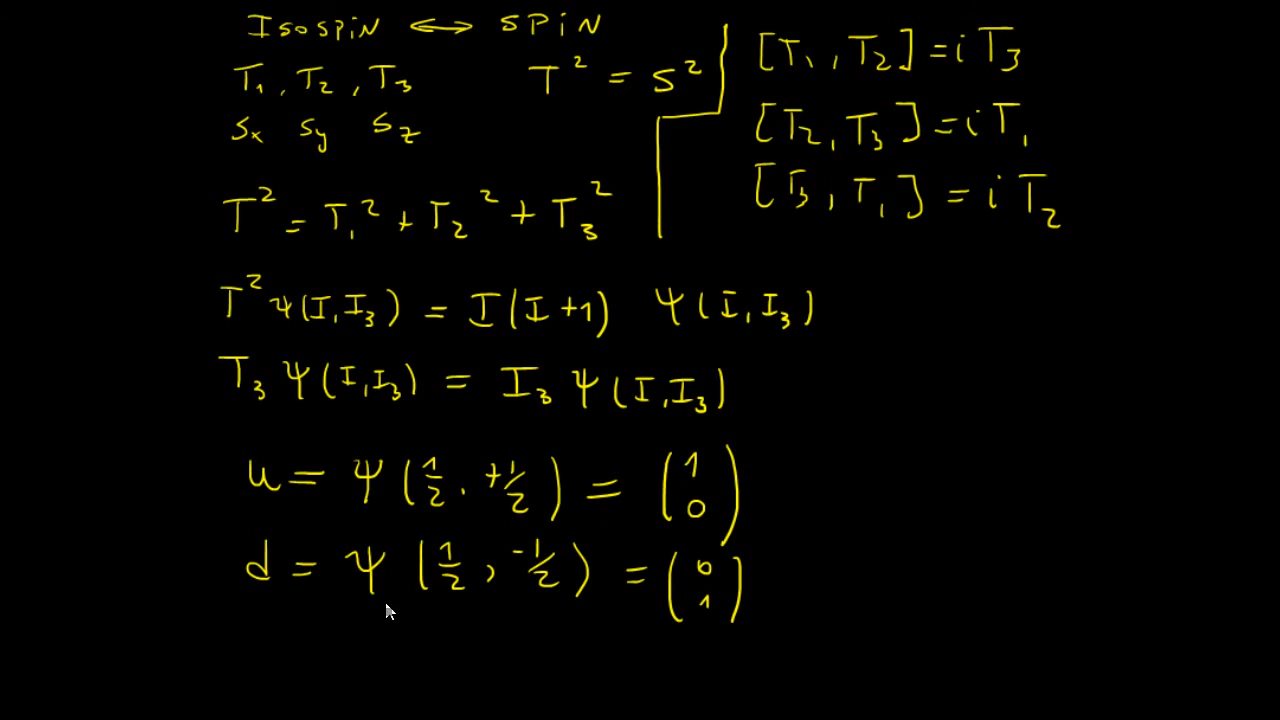 Isospin ⟺ SPIN
T₁, T₂, T₃ T² = S²
Sx Sy Sz
T² = T₁² + T₂² + T₃²
[T₁, T₂] = i T₃
[T₂, T₃] = i T₁
[T₃, T₁] = i T₂
T² ψ(I, I₃) = I(I+1) ψ(I, I₃)
T₃ ψ(I, I₃) = I₃ ψ(I, I₃)
u = ψ(1/2, +1/2) = (1 0)
d = ψ(1/2, -1/2) = (0 1)